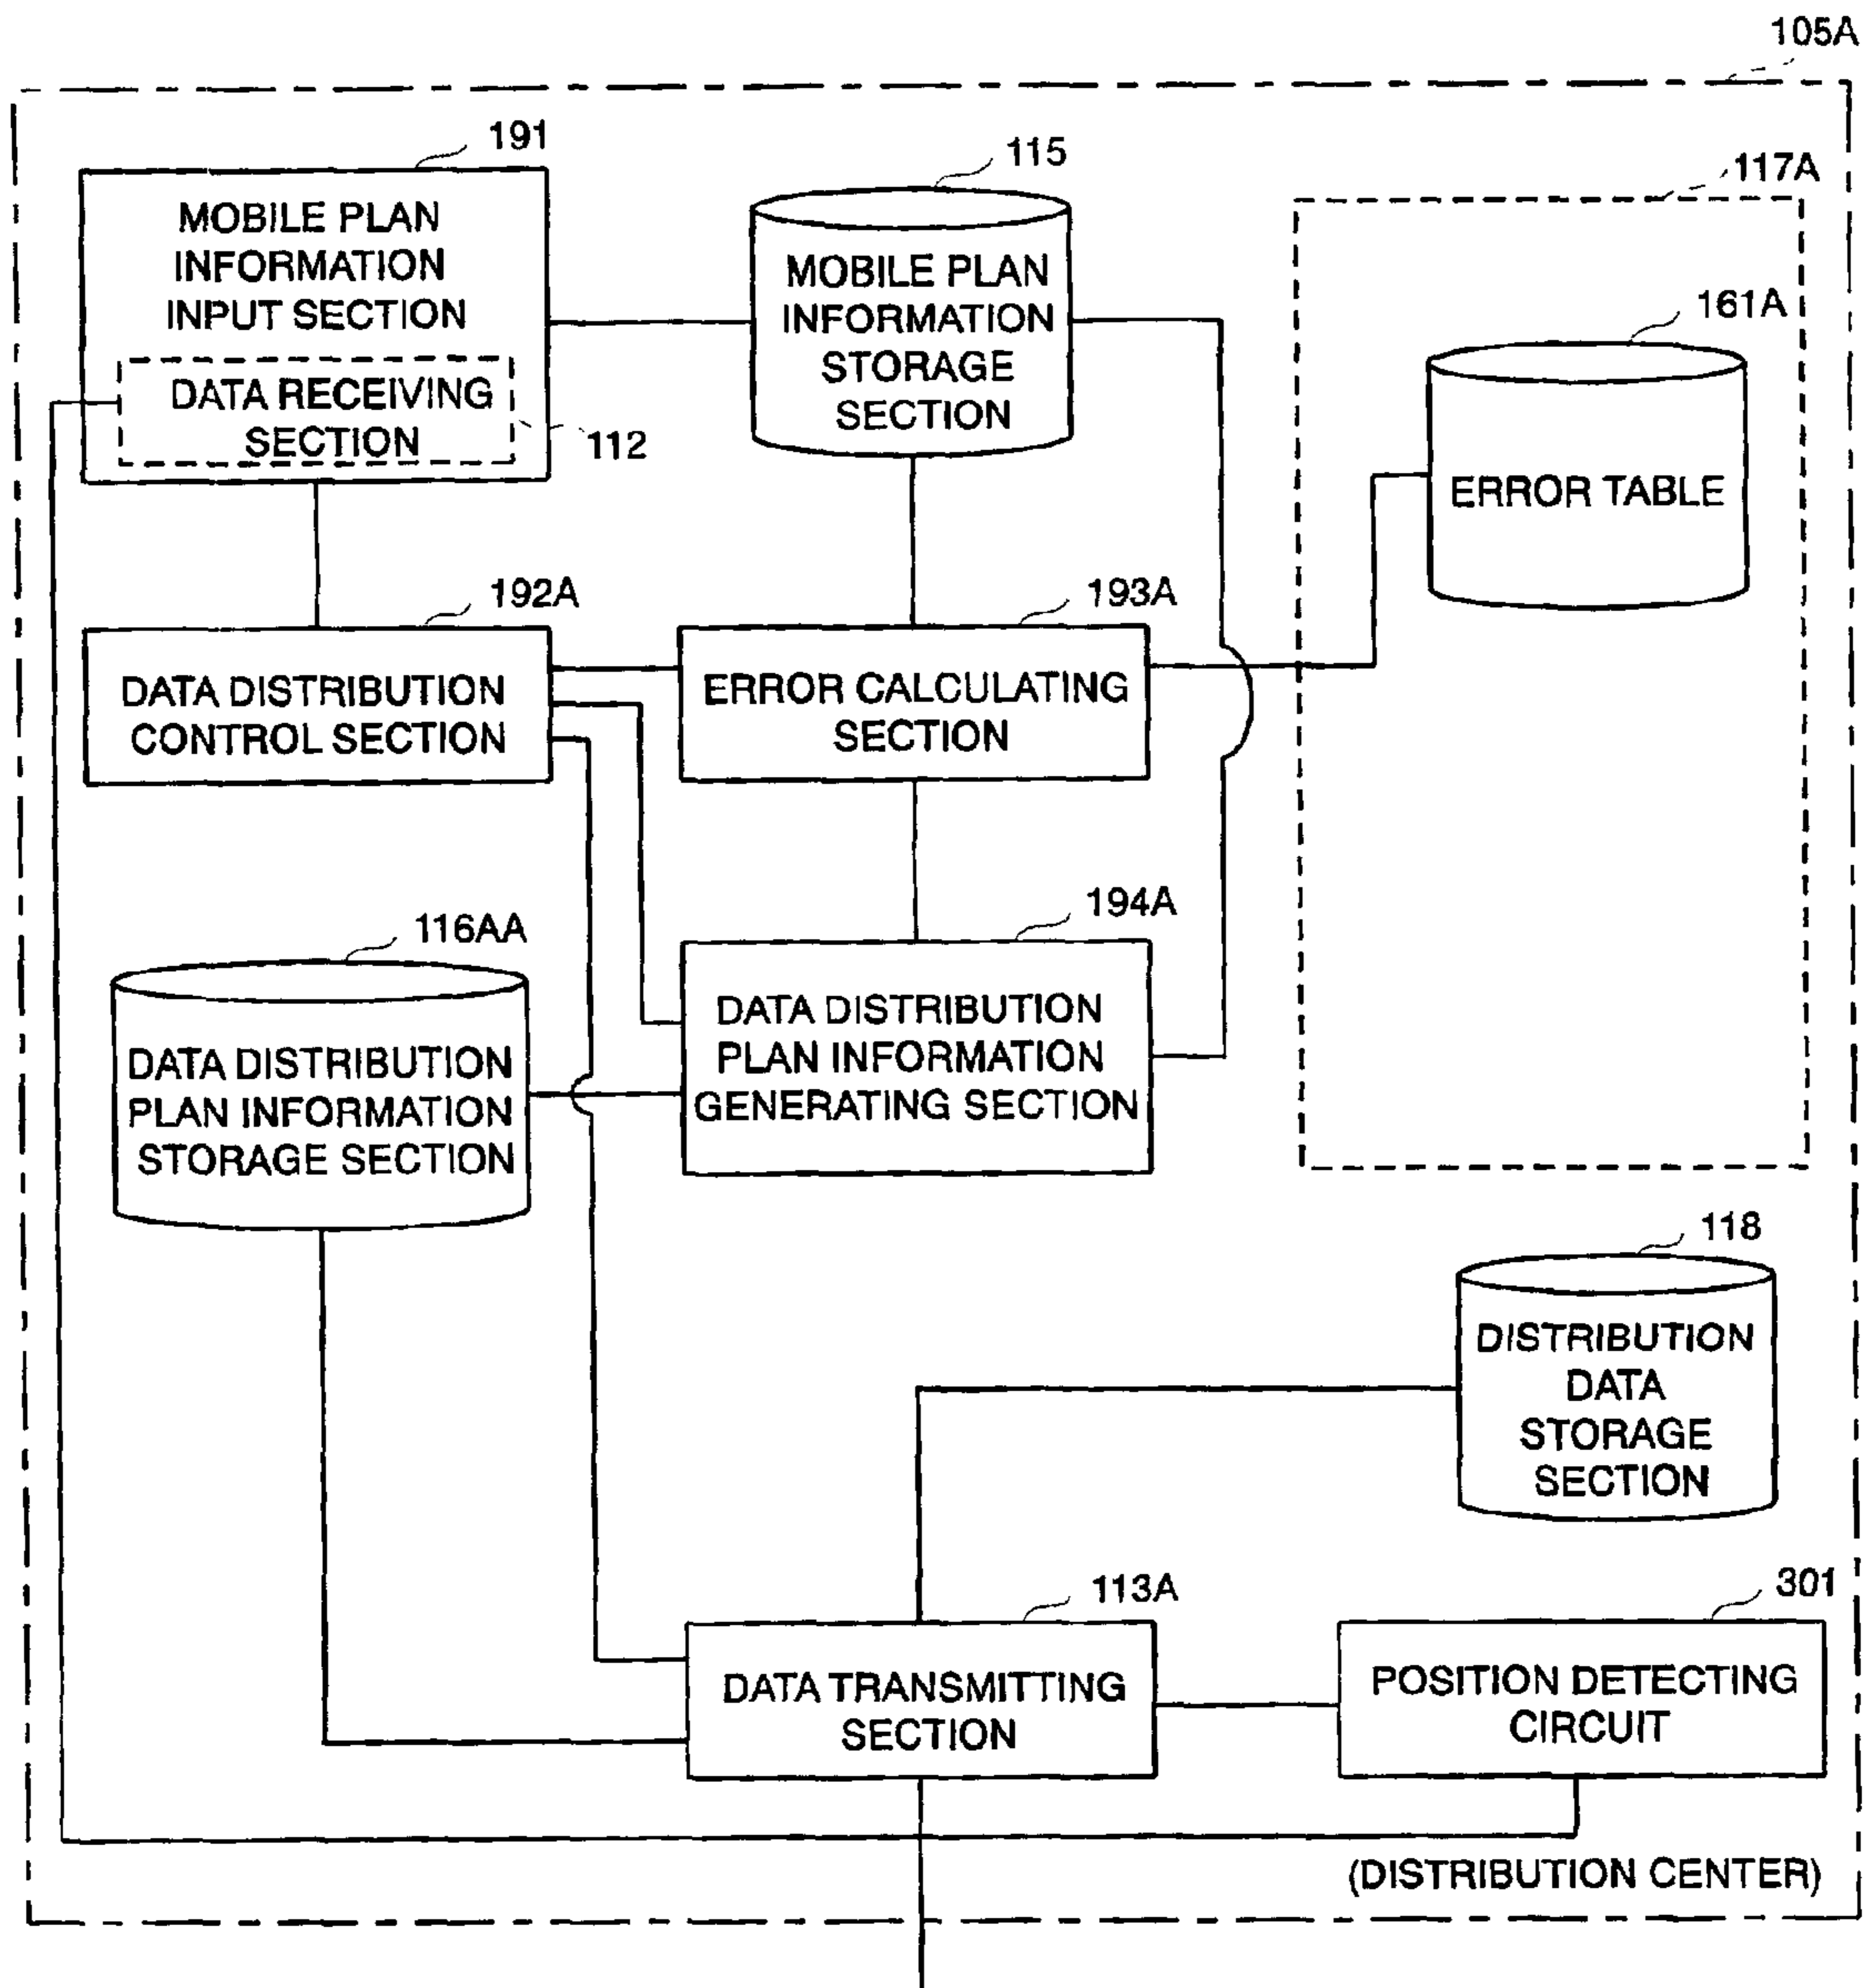 105A
191
MOBILE PLAN
INFORMATION
INPUT SECTION
DATA RECEIVING
SECTION
112
115
MOBILE PLAN
INFORMATION
STORAGE
SECTION
117A
161A
ERROR TABLE
192A
DATA DISTRIBUTION
CONTROL SECTION
193A
ERROR CALCULATING
SECTION
116AA
DATA DISTRIBUTION
PLAN INFORMATION
STORAGE SECTION
194A
DATA DISTRIBUTION
PLAN INFORMATION
GENERATING SECTION
118
DISTRIBUTION
DATA
STORAGE
SECTION
113A
DATA TRANSMITTING
SECTION
301
POSITION DETECTING
CIRCUIT
(DISTRIBUTION CENTER)